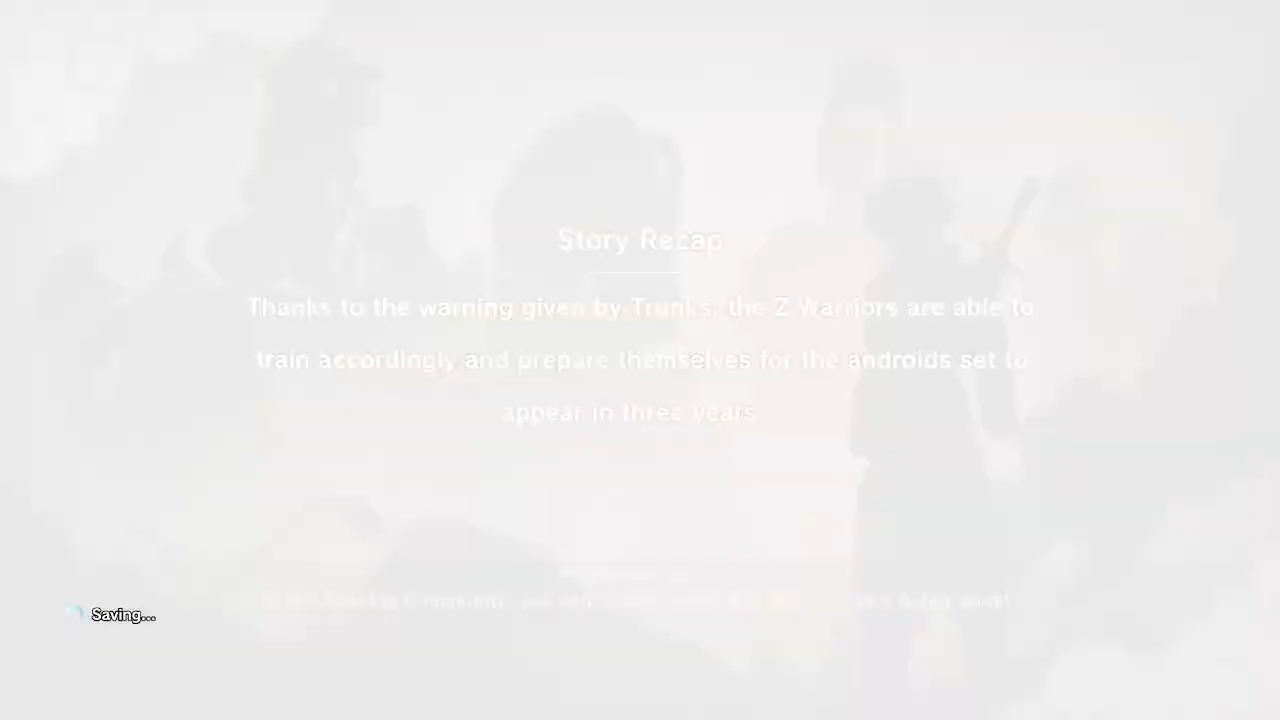 Story Recap
Thanks to the warning given by Trunks, the Z Warriors are able to
train accordingly and prepare themselves for the androids set to
appear in three years
Saving...